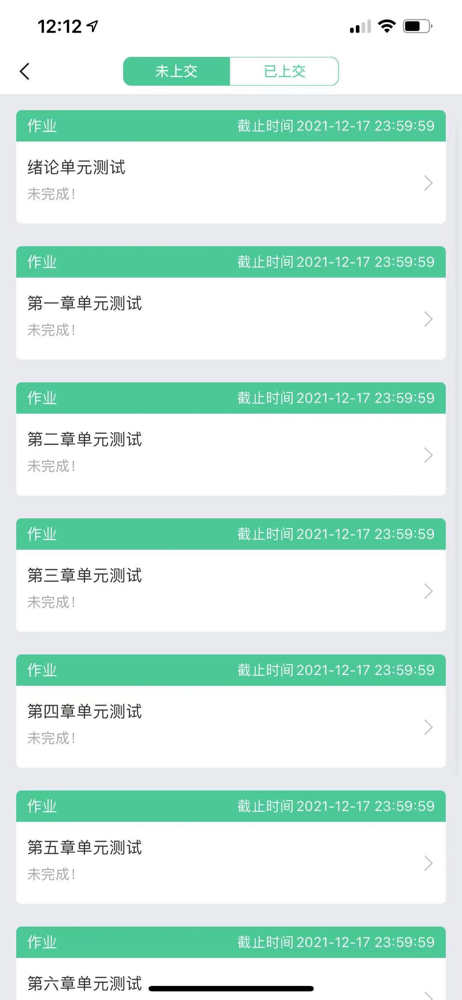 12:12
未上交 已上交
作业 截止时间 2021-12-17 23:59:59
绪论单元测试
未完成！
作业 截止时间 2021-12-17 23:59:59
第一章单元测试
未完成！
作业 截止时间 2021-12-17 23:59:59
第二章单元测试
未完成！
作业 截止时间 2021-12-17 23:59:59
第三章单元测试
未完成！
作业 截止时间 2021-12-17 23:59:59
第四章单元测试
未完成！
作业 截止时间 2021-12-17 23:59:59
第五章单元测试
未完成！
作业 截止时间 2021-12-17 23:59:59
第六章单元测试